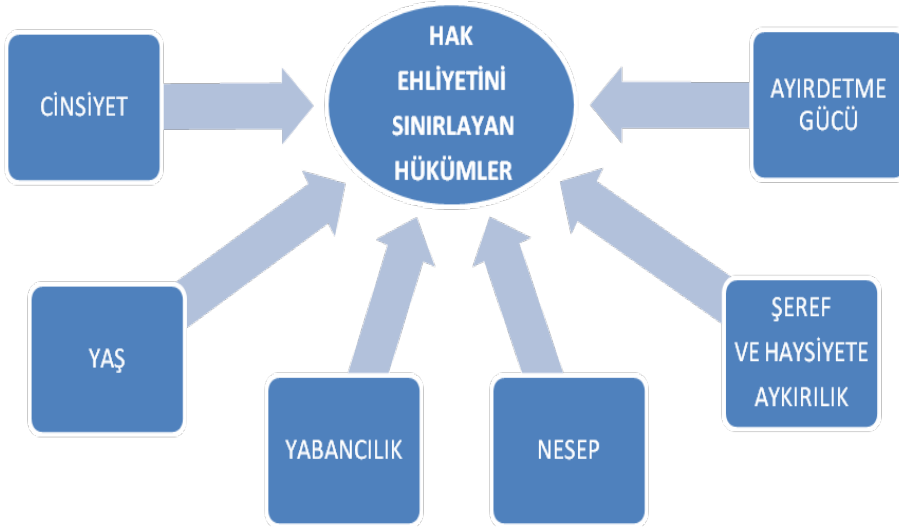 HAK
EHLİYETİNİ
SINIRLAYAN
HÜKÜMLER
CİNSİYET
AYIRDETME
GÜCÜ
YAŞ
ŞEREF
VE HAYSİYETE
AYKIRILIK
YABANCILIK
NESEP